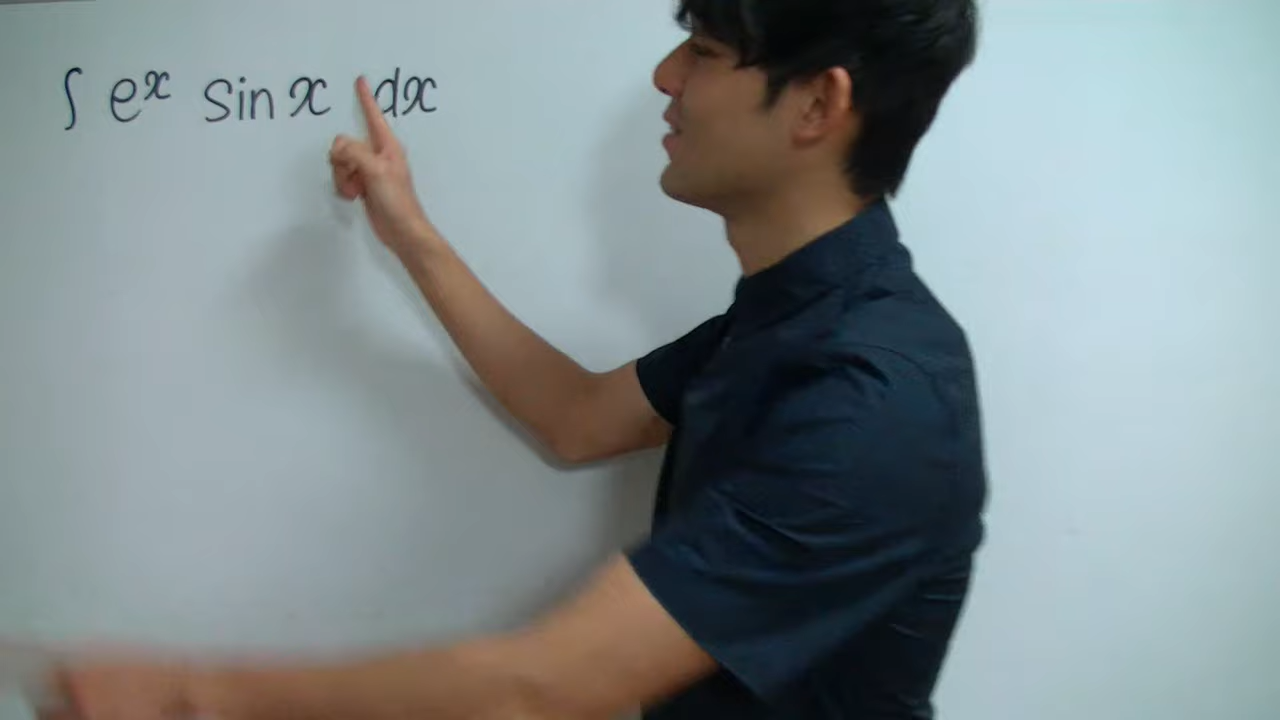 ∫ eˣ sin x dx